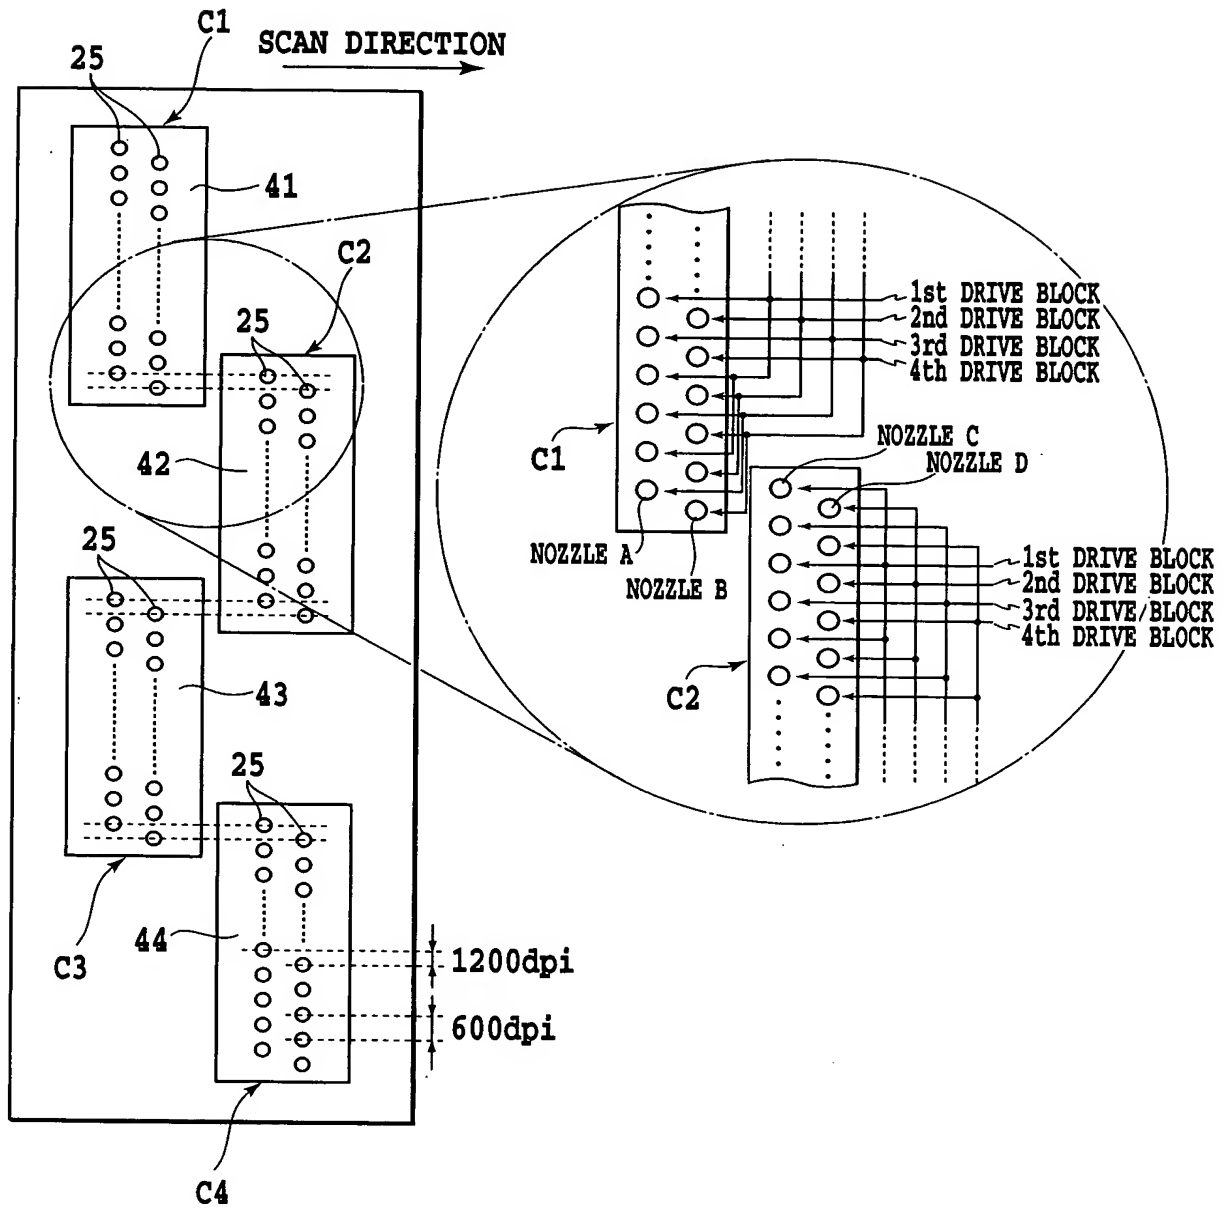 C1
SCAN DIRECTION
25
41
C2
25
1st DRIVE BLOCK
2nd DRIVE BLOCK
3rd DRIVE BLOCK
4th DRIVE BLOCK
42
C1
NOZZLE C
NOZZLE D
25
NOZZLE A
NOZZLE B
1st DRIVE BLOCK
2nd DRIVE BLOCK
3rd DRIVE BLOCK
4th DRIVE BLOCK
43
C2
25
44
C3
1200dpi
600dpi
C4